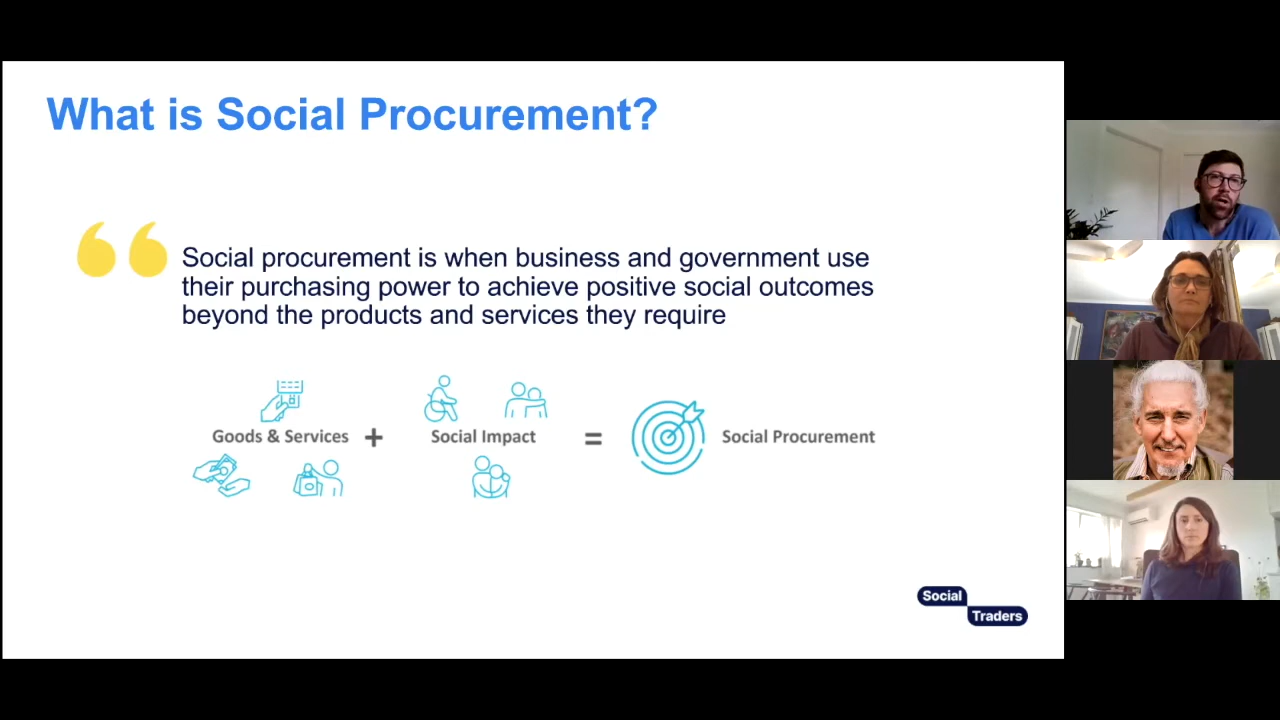 What is Social Procurement?
Social procurement is when business and government use
their purchasing power to achieve positive social outcomes
beyond the products and services they require
Goods & Services + Social Impact = Social Procurement
Social
Traders